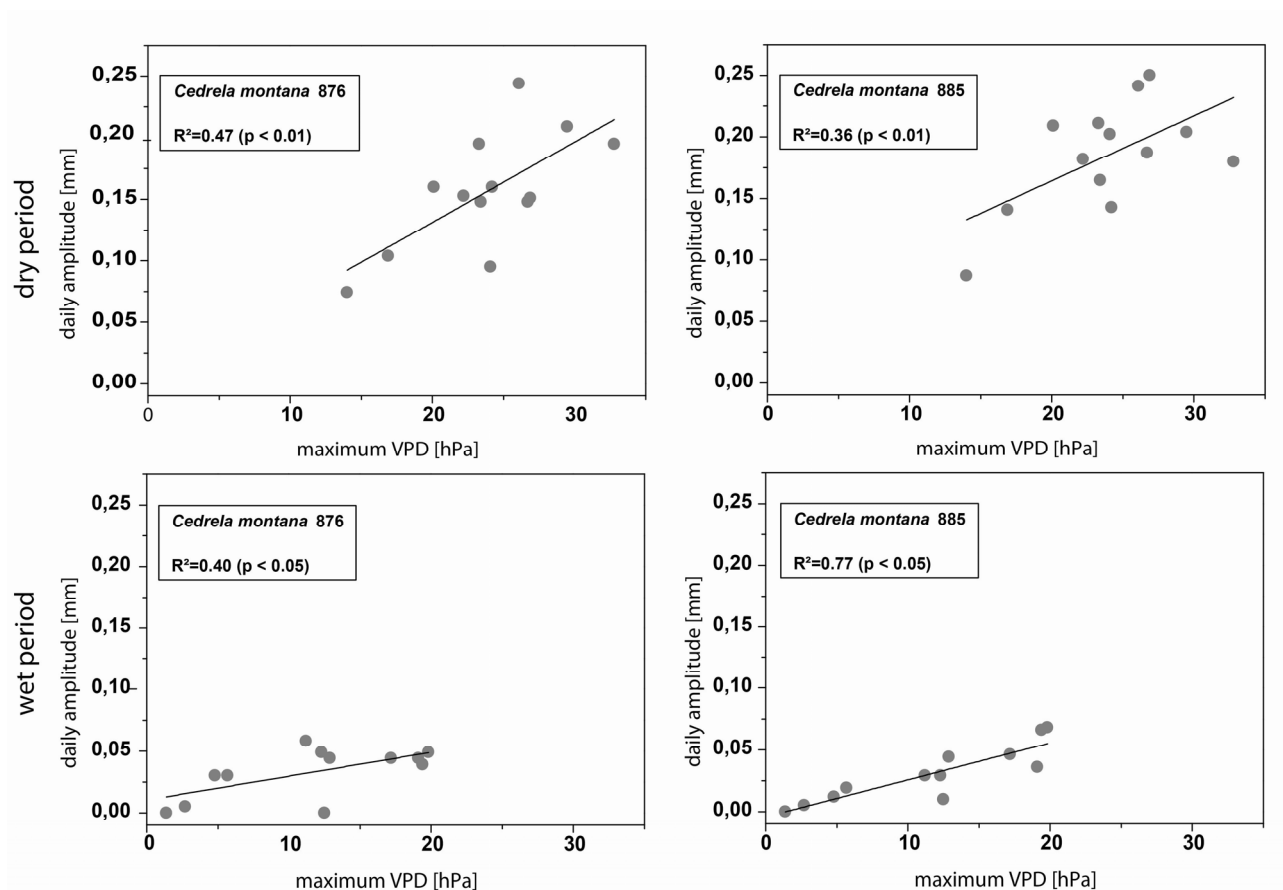 dry period
daily amplitude [mm]
0,25
0,20
0,15
0,10
0,05
0,00
Cedrela montana 876
R²=0.47 (p < 0.01)
0 10 20 30
maximum VPD [hPa]
daily amplitude [mm]
0,25
0,20
0,15
0,10
0,05
0,00
Cedrela montana 885
R²=0.36 (p < 0.01)
0 10 20 30
maximum VPD [hPa]
wet period
daily amplitude [mm]
0,25
0,20
0,15
0,10
0,05
0,00
Cedrela montana 876
R²=0.40 (p < 0.05)
0 10 20 30
maximum VPD [hPa]
daily amplitude [mm]
0,25
0,20
0,15
0,10
0,05
0,00
Cedrela montana 885
R²=0.77 (p < 0.05)
0 10 20 30
maximum VPD [hPa]